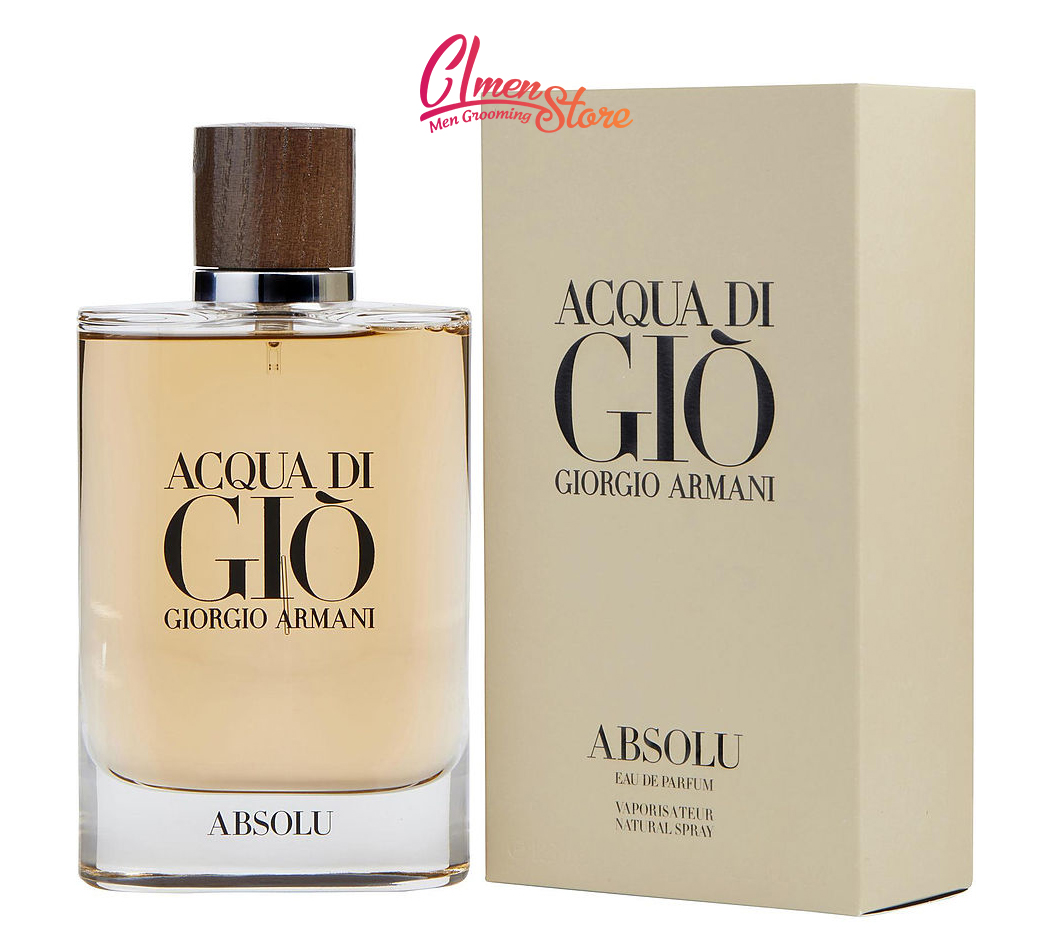 CImen Store
Men Grooming
ACQUA DI
GIÒ
GIORGIO ARMANI
ABSOLU
ACQUA DI
GIÒ
GIORGIO ARMANI
ABSOLU
EAU DE PARFUM
VAPORISATEUR
NATURAL SPRAY